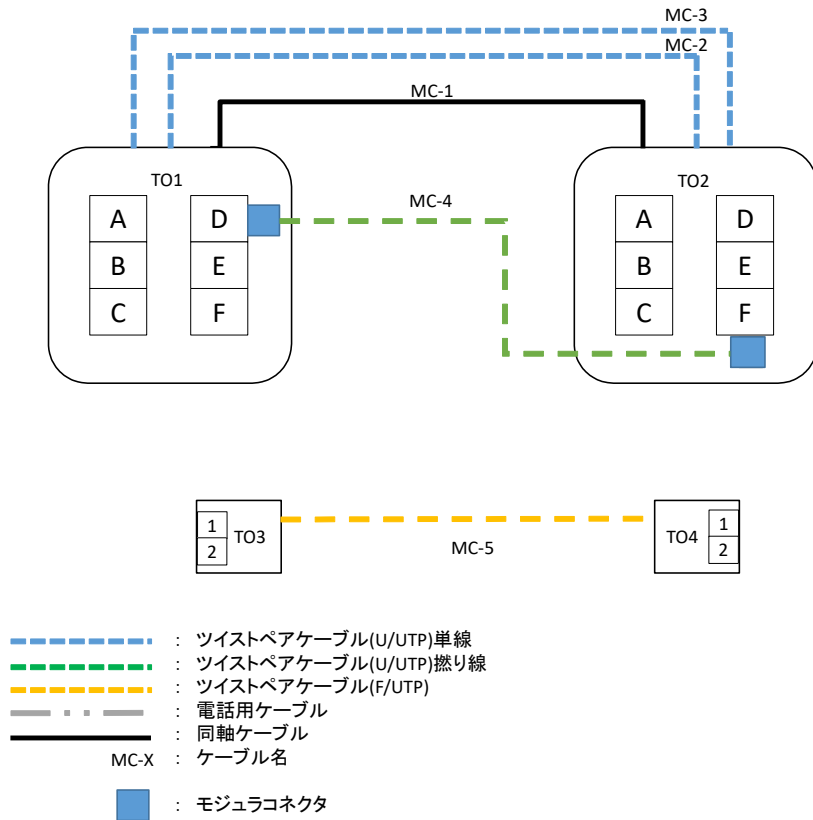 MC-3
MC-2
MC-1
TO1
TO2
A
D
B
E
C
F
MC-4
A
D
B
E
C
F
1
2
TO3
MC-5
TO4
1
2
: ツイストペアケーブル(U/UTP)単線
: ツイストペアケーブル(U/UTP)撚り線
: ツイストペアケーブル(F/UTP)
: 電話用ケーブル
: 同軸ケーブル
MC-X : ケーブル名
: モジュラコネクタ